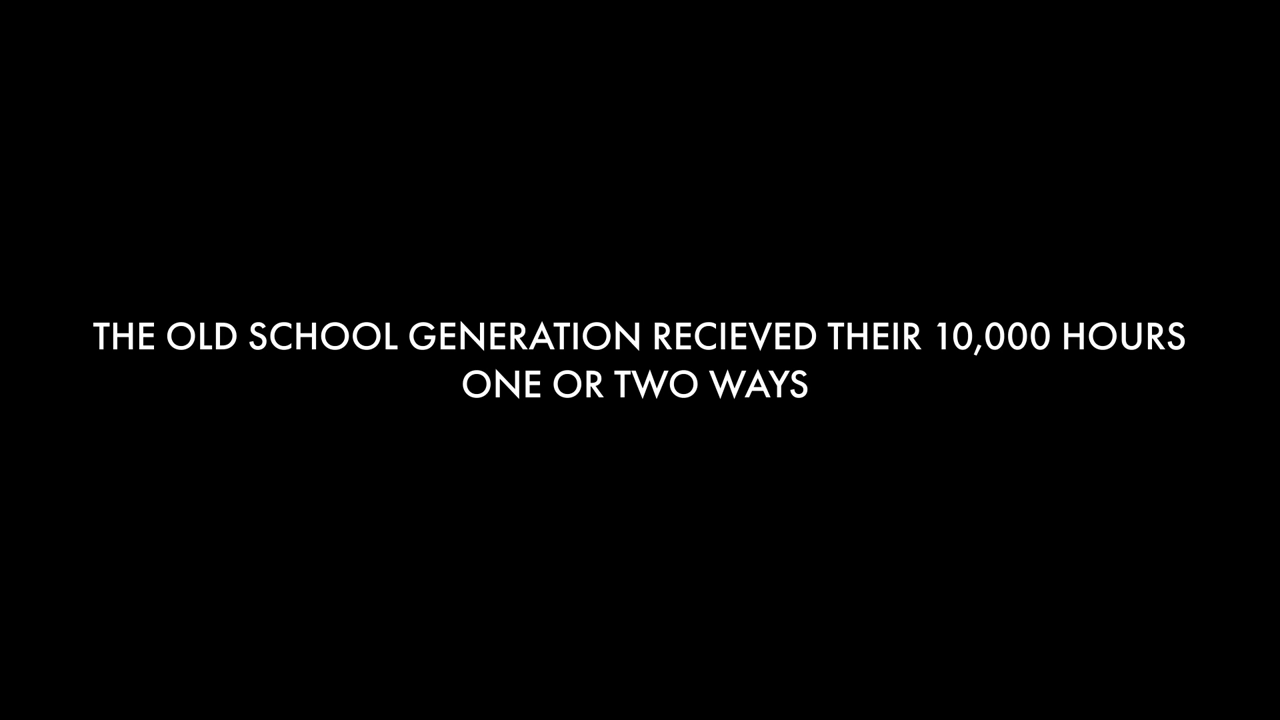 THE OLD SCHOOL GENERATION RECIEVED THEIR 10,000 HOURS
ONE OR TWO WAYS